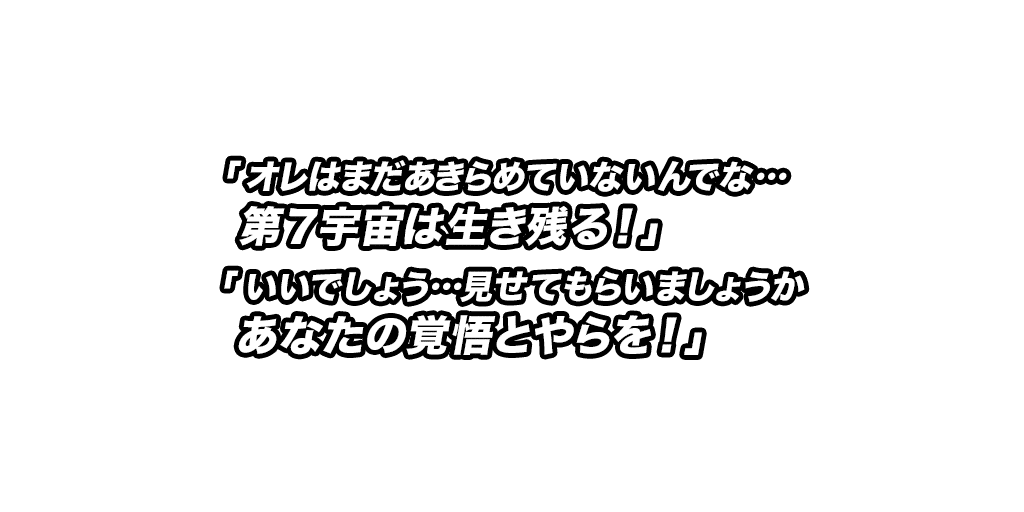 「オレはまだあきらめていないんでな…
第7宇宙は生き残る!」
「いいでしょう…見せてもらいましょうか
あなたの覚悟とやらを!」